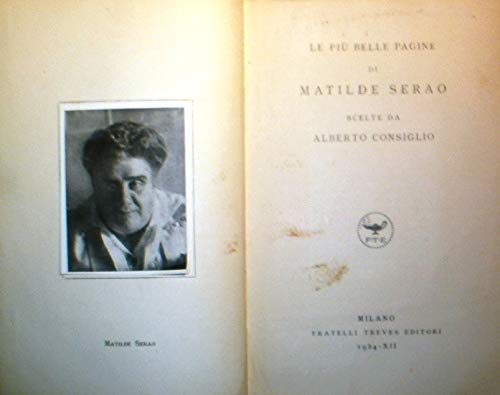 MATILDE SERAO
LE PIÙ BELLE PAGINE
DI
MATILDE SERAO
SCELTE DA
ALBERTO CONSIGLIO
FTE
MILANO
FRATELLI TREVES EDITORI
1934-XII